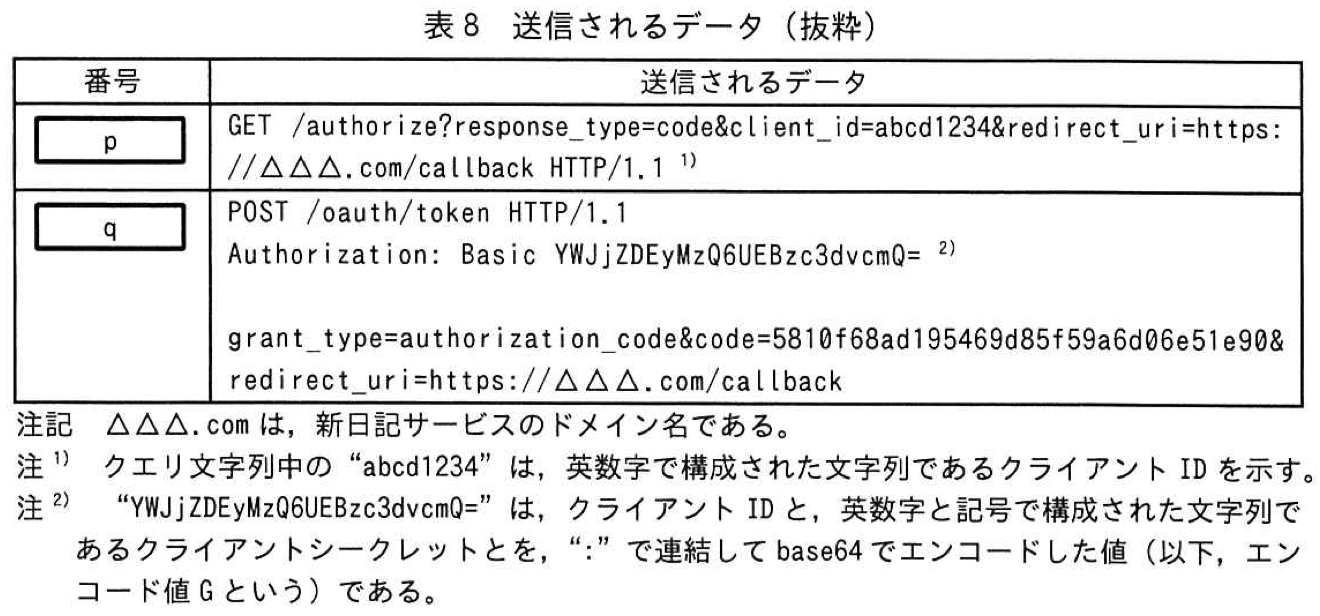 表8　送信されるデータ（抜粋）
番号　送信されるデータ
p　GET /authorize?response_type=code&client_id=abcd1234&redirect_uri=https:
//△△△.com/callback HTTP/1.1 1)
q　POST /oauth/token HTTP/1.1
Authorization: Basic YWJjZDEyMzQ6UEBzc3dvcmQ= 2)
grant_type=authorization_code&code=5810f68ad195469d85f59a6d06e51e90&
redirect_uri=https://△△△.com/callback
注記　△△△.com は，新日記サービスのドメイン名である。
注 1)　クエリ文字列中の“abcd1234”は，英数字で構成された文字列であるクライアント ID を示す。
注 2)　“YWJjZDEyMzQ6UEBzc3dvcmQ=”は，クライアント ID と，英数字と記号で構成された文字列で
あるクライアントシークレットとを，“:”で連結して base64 でエンコードした値（以下，エン
コード値 G という）である。